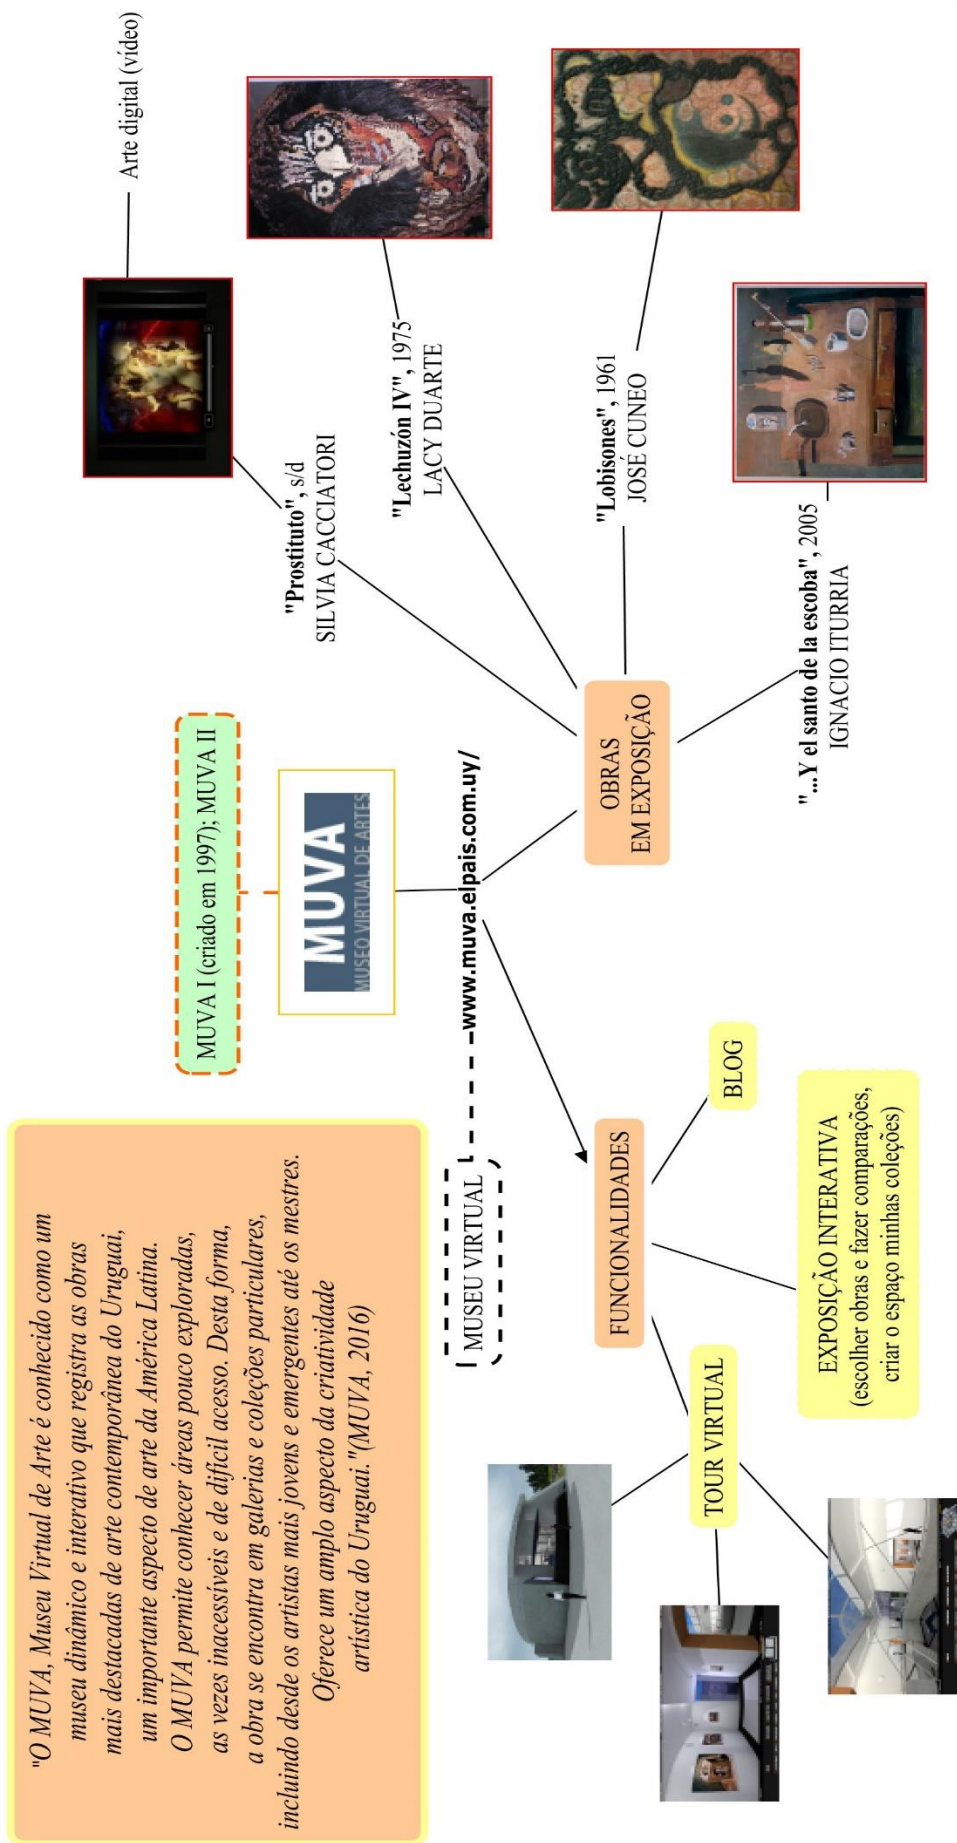 "O MUVA, Museu Virtual de Arte é conhecido como um
museu dinâmico e interativo que registra as obras
mais destacadas de arte contemporânea do Uruguai,
um importante aspecto de arte da América Latina.
O MUVA permite conhecer áreas pouco exploradas,
as vezes inacessíveis e de difícil acesso. Desta forma,
a obra se encontra em galerias e coleções particulares,
incluindo desde os artistas mais jovens e emergentes até os mestres.
Oferece um amplo aspecto da criatividade
artística do Uruguai."(MUVA, 2016)
MUVA I (criado em 1997); MUVA II
MUVA
MUSEO VIRTUAL DE ARTES
MUSEU VIRTUAL
www.muva.elpais.com.uy/
FUNCIONALIDADES
BLOG
EXPOSIÇÃO INTERATIVA
(escolher obras e fazer comparações,
criar o espaço minhas coleções)
TOUR VIRTUAL
OBRAS
EM EXPOSIÇÃO
"Prostituto", s/d
SILVIA CACCIATORI
Arte digital (vídeo)
"Lechuzón IV", 1975
LACY DUARTE
"Lobisones", 1961
JOSÉ CUNEO
"...Y el santo de la escoba", 2005
IGNACIO ITURRIA